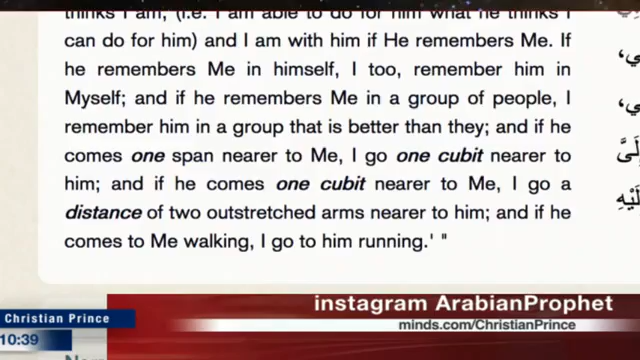 thinks I am, (i.e. I am able to do for him what he thinks I
can do for him) and I am with him if He remembers Me. If
he remembers Me in himself, I too, remember him in
Myself; and if he remembers Me in a group of people, I
remember him in a group that is better than they; and if he
comes one span nearer to Me, I go one cubit nearer to
him; and if he comes one cubit nearer to Me, I go a
distance of two outstretched arms nearer to him; and if he
comes to Me walking, I go to him running.' "
instagram ArabianProphet
Christian Prince
minds.com/ChristianPrince
10:39